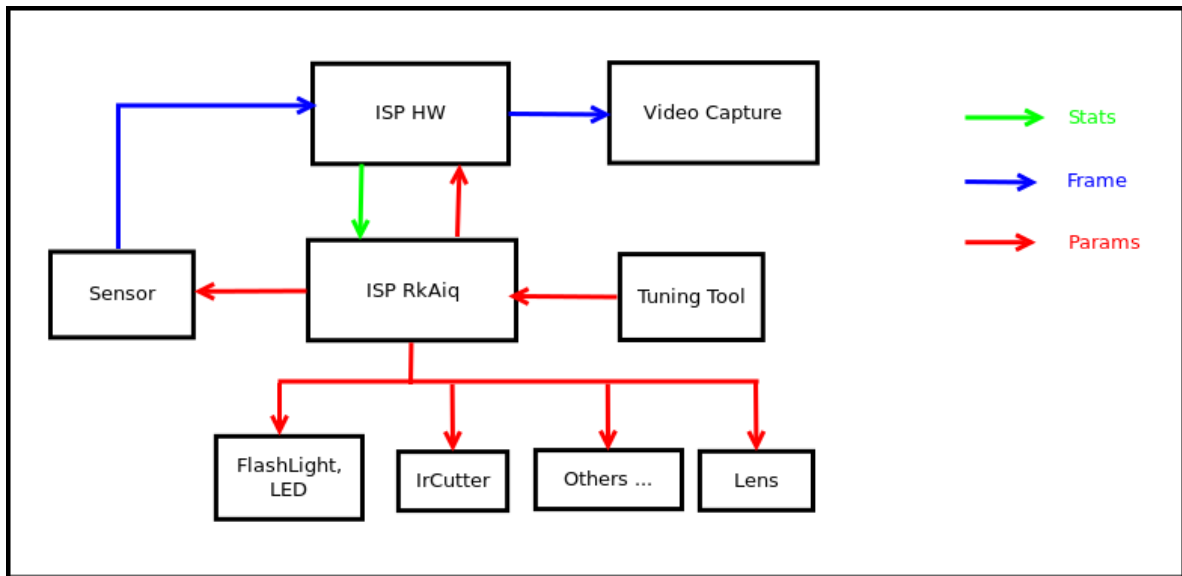 ISP HW
Video Capture
Stats
Frame
Params
Sensor
ISP RkAiq
Tuning Tool
FlashLight,
LED
IrCutter
Others ...
Lens